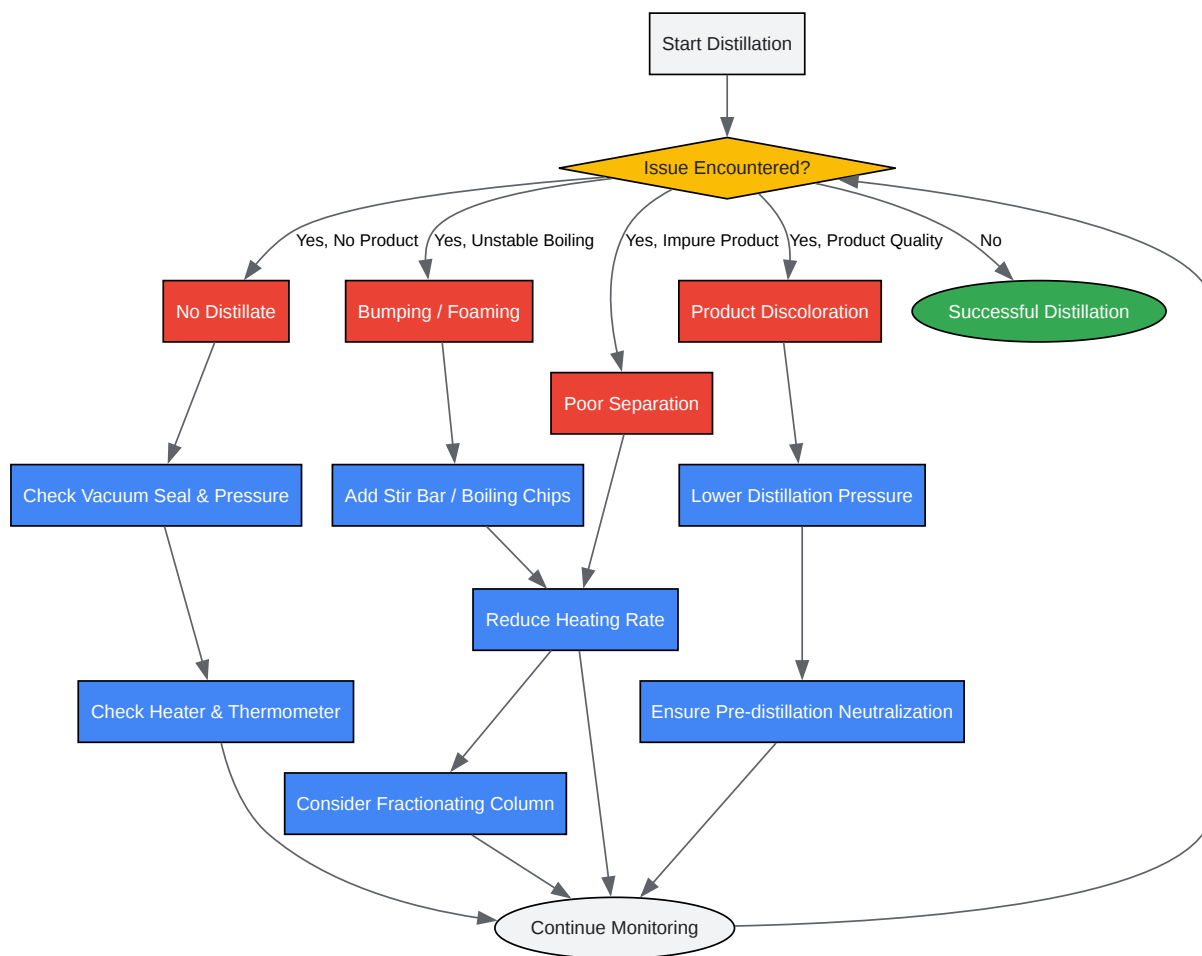 Start Distillation
Issue Encountered?
Yes, No Product
Yes, Unstable Boiling
Yes, Impure Product
Yes, Product Quality
No
No Distillate
Bumping / Foaming
Product Discoloration
Successful Distillation
Poor Separation
Check Vacuum Seal & Pressure
Add Stir Bar / Boiling Chips
Lower Distillation Pressure
Reduce Heating Rate
Check Heater & Thermometer
Ensure Pre-distillation Neutralization
Consider Fractionating Column
Continue Monitoring